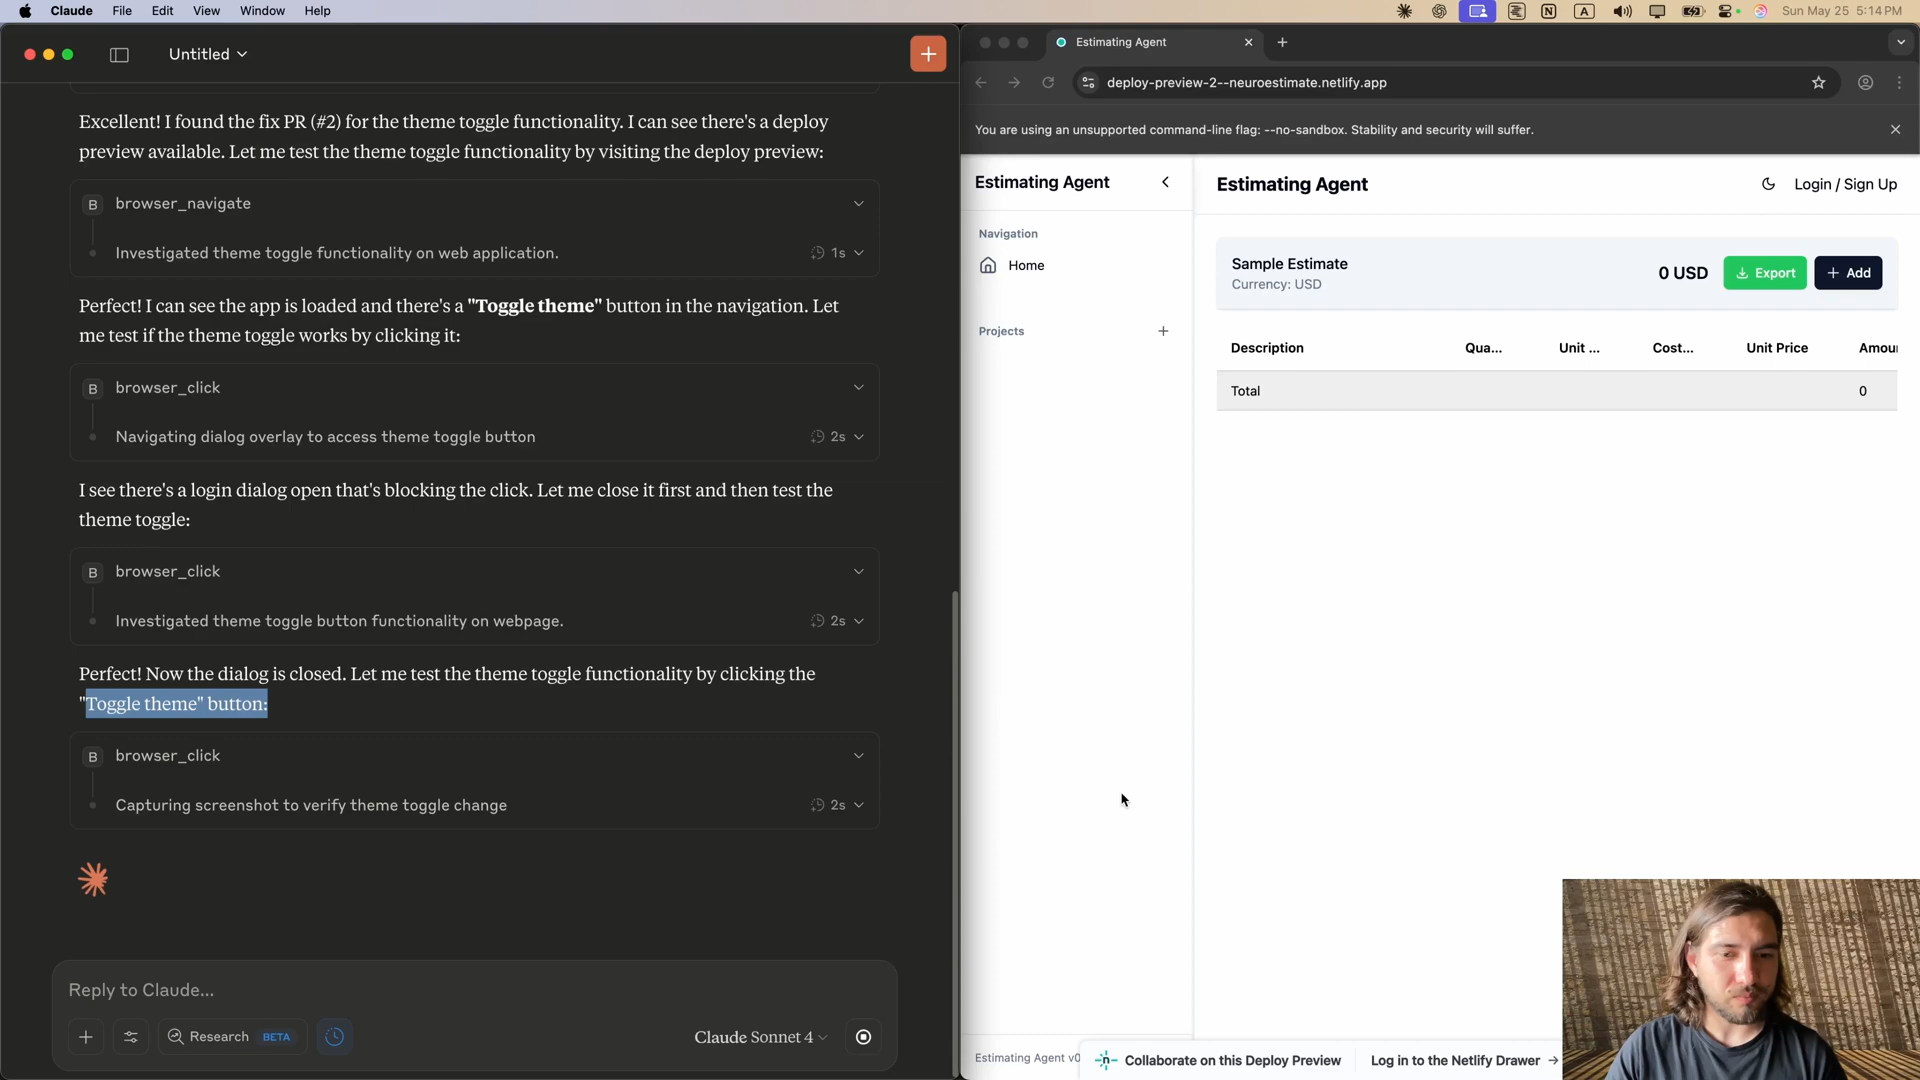 Claude File Edit View Window Help
A
Sun May 25 5:14 PM
Untitled
Excellent! I found the fix PR (#2) for the theme toggle functionality. I can see there's a deploy
preview available. Let me test the theme toggle functionality by visiting the deploy preview:
B browser_navigate
Investigated theme toggle functionality on web application. 1s
Perfect! I can see the app is loaded and there's a "Toggle theme" button in the navigation. Let
me test if the theme toggle works by clicking it:
B browser_click
Navigating dialog overlay to access theme toggle button 2s
I see there's a login dialog open that's blocking the click. Let me close it first and then test the
theme toggle:
B browser_click
Investigated theme toggle button functionality on webpage. 2s
Perfect! Now the dialog is closed. Let me test the theme toggle functionality by clicking the
"Toggle theme" button:
B browser_click
Capturing screenshot to verify theme toggle change 2s
Reply to Claude...
Research BETA
Claude Sonnet 4
Estimating Agent
deploy-preview-2--neuroestimate.netlify.app
You are using an unsupported command-line flag: --no-sandbox. Stability and security will suffer.
Estimating Agent
Navigation
Home
Projects
Estimating Agent v0
Estimating Agent
Login / Sign Up
Sample Estimate
Currency: USD
0 USD
Export
Add
Description Qua... Unit ... Cost... Unit Price Amou
Total 0
Collaborate on this Deploy Preview
Log in to the Netlify Drawer →